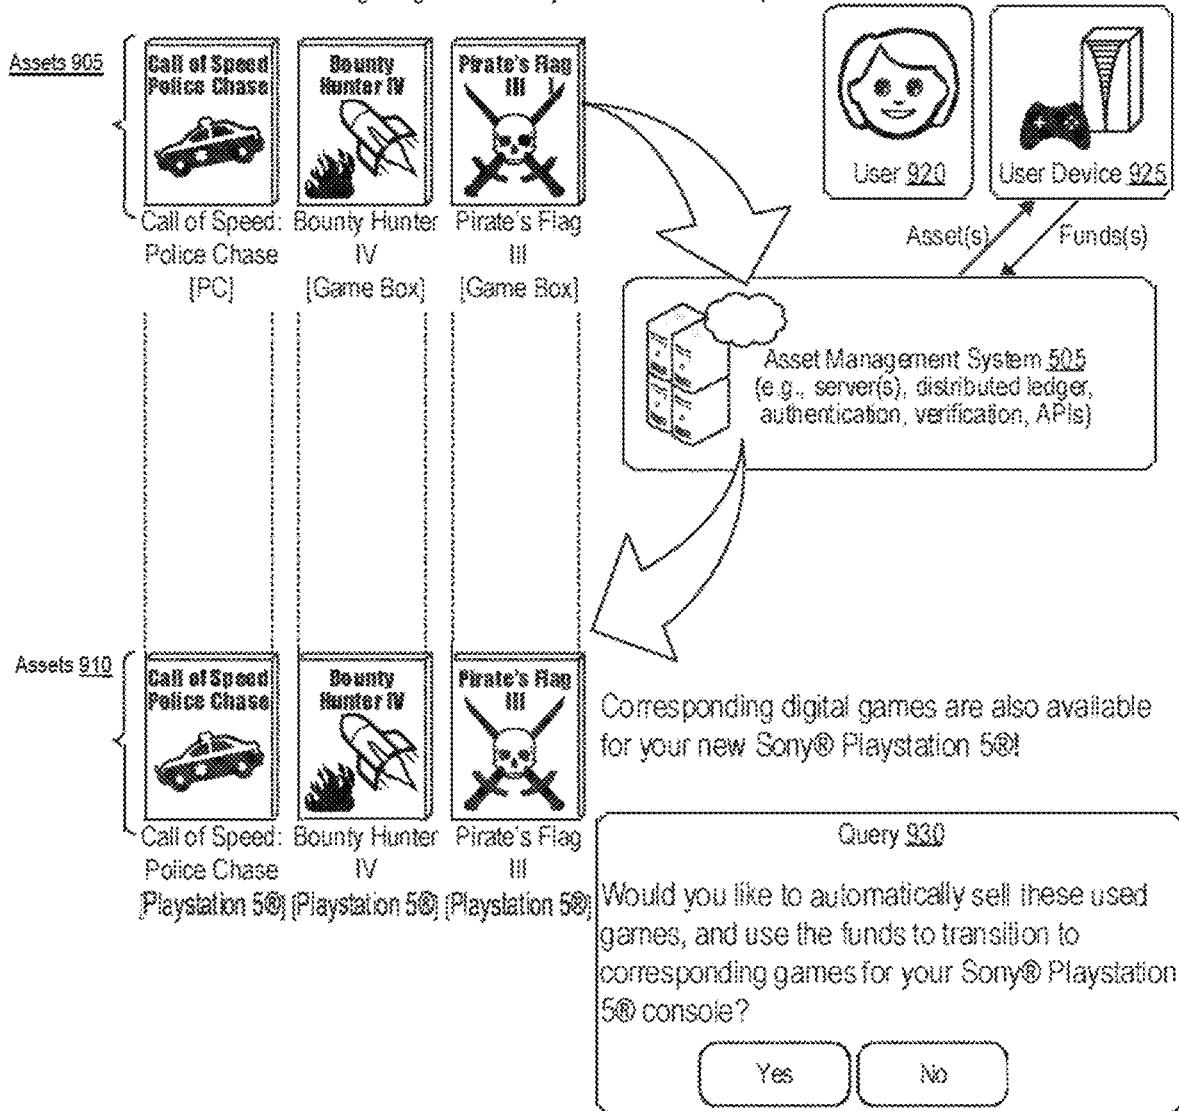 Assets 905
Call of Speed
Police Chase
Bounty
Hunter IV
Pirate's Flag
III
Call of Speed:
Police Chase
[PC]
Bounty Hunter
IV
[Game Box]
Pirate's Flag
III
[Game Box]
User 920
User Device 925
Asset(s)
Funds(s)
Asset Management System 505
(e.g., server(s), distributed ledger,
authentication, verification, APIs)
Assets 910
Call of Speed
Police Chase
Bounty
Hunter IV
Pirate's Flag
III
Call of Speed:
Police Chase
[Playstation 5®]
Bounty Hunter
IV
[Playstation 5®]
Pirate's Flag
III
[Playstation 5®]
Corresponding digital games are also available
for your new Sony® Playstation 5®!
Query 930
Would you like to automatically sell these used
games, and use the funds to transition to
corresponding games for your Sony® Playstation
5® console?
Yes
No